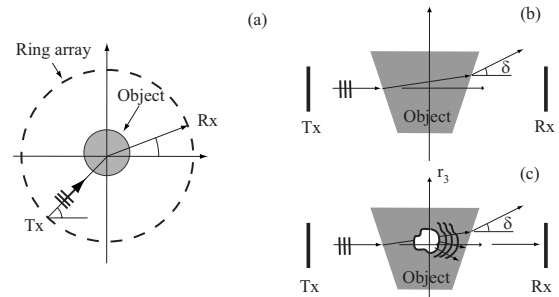 (a)
Ring array
Object
Rx
Tx
(b)
δ
Tx
Object
Rx
r3
(c)
δ
Tx
Object
Rx